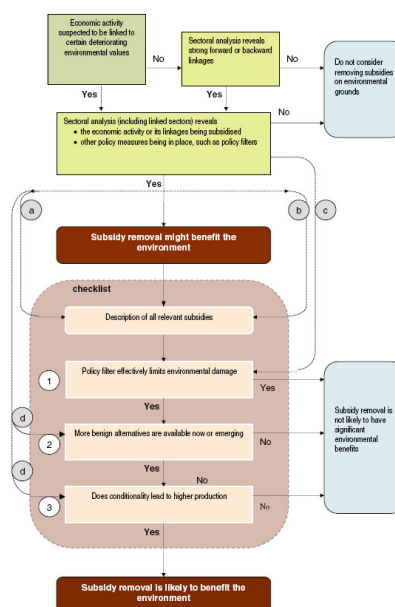 Economic activity
suspected to be linked to
certain deteriorating
environmental values
No
Sectoral analysis reveals
strong forward or backward
linkages
No
Do not consider
removing subsidies
on environmental
grounds
Yes
Yes
Sectoral analysis (including linked sectors) reveals
• the economic activity or its linkages being subsidised
• other policy measures being in place, such as policy filters
No
Yes
a
b
c
Subsidy removal might benefit the
environment
checklist
Description of all relevant subsidies
1
Policy filter effectively limits environmental damage
Yes
Yes
d
2
More benign alternatives are available now or emerging
No
Subsidy removal is
not likely to have
significant
environmental
benefits
Yes
No
d
3
Does conditionality lead to higher production
No
Yes
Subsidy removal is likely to benefit the
environment